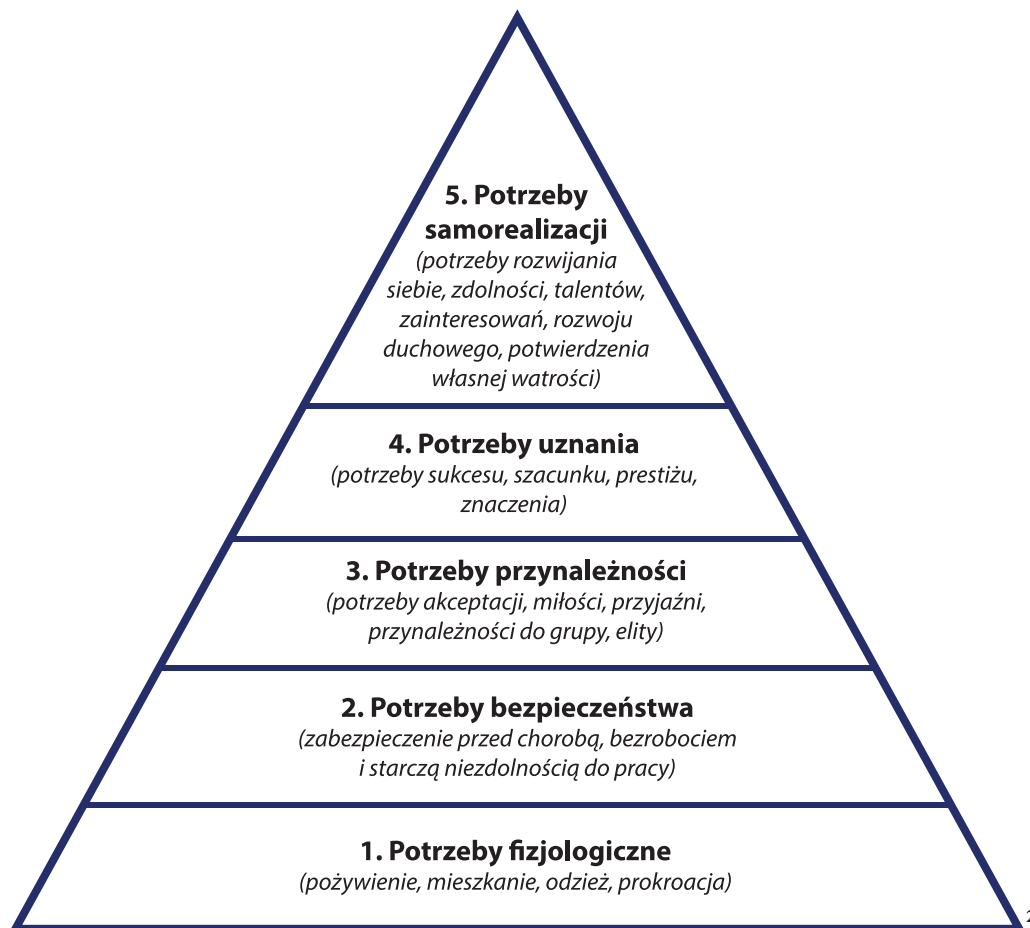 5. Potrzeby
samorealizacji
(potrzeby rozwijania
siebie, zdolności, talentów,
zainteresowań, rozwoju
duchowego, potwierdzenia
własnej watrości)
4. Potrzeby uznania
(potrzeby sukcesu, szacunku, prestiżu,
znaczenia)
3. Potrzeby przynależności
(potrzeby akceptacji, miłości, przyjaźni,
przynależności do grupy, elity)
2. Potrzeby bezpieczeństwa
(zabezpieczenie przed chorobą, bezrobociem
i starczą niezdolnością do pracy)
1. Potrzeby fizjologiczne
(pożywienie, mieszkanie, odzież, prokroacja)
2